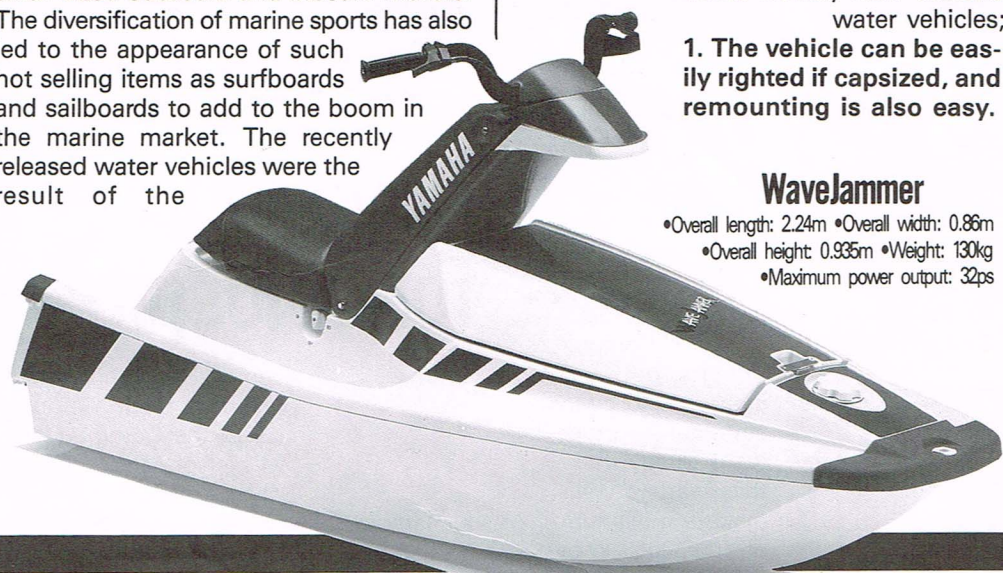 The diversification of marine sports has also
led to the appearance of such
hot selling items as surfboards
and sailboards to add to the boom in
the marine market. The recently
released water vehicles were the
result of the
water vehicles;
1. The vehicle can be eas-
ily righted if capsized, and
remounting is also easy.
WaveJammer
•Overall length: 2.24m •Overall width: 0.86m
•Overall height: 0.935m •Weight: 130kg
•Maximum power output: 32ps
YAMAHA